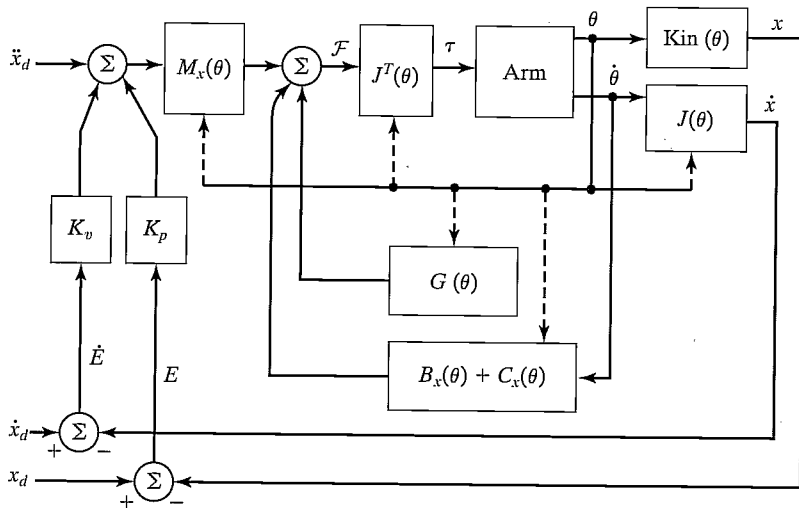 θ
x
ẍ_d
Σ
M_x(θ)
Σ
ℱ
J^T(θ)
τ
Arm
Kin (θ)
θ̇
J(θ)
ẋ
K_v
K_p
G (θ)
Ė
E
B_x(θ) + C_x(θ)
ẋ_d
Σ
+
−
x_d
Σ
+
−